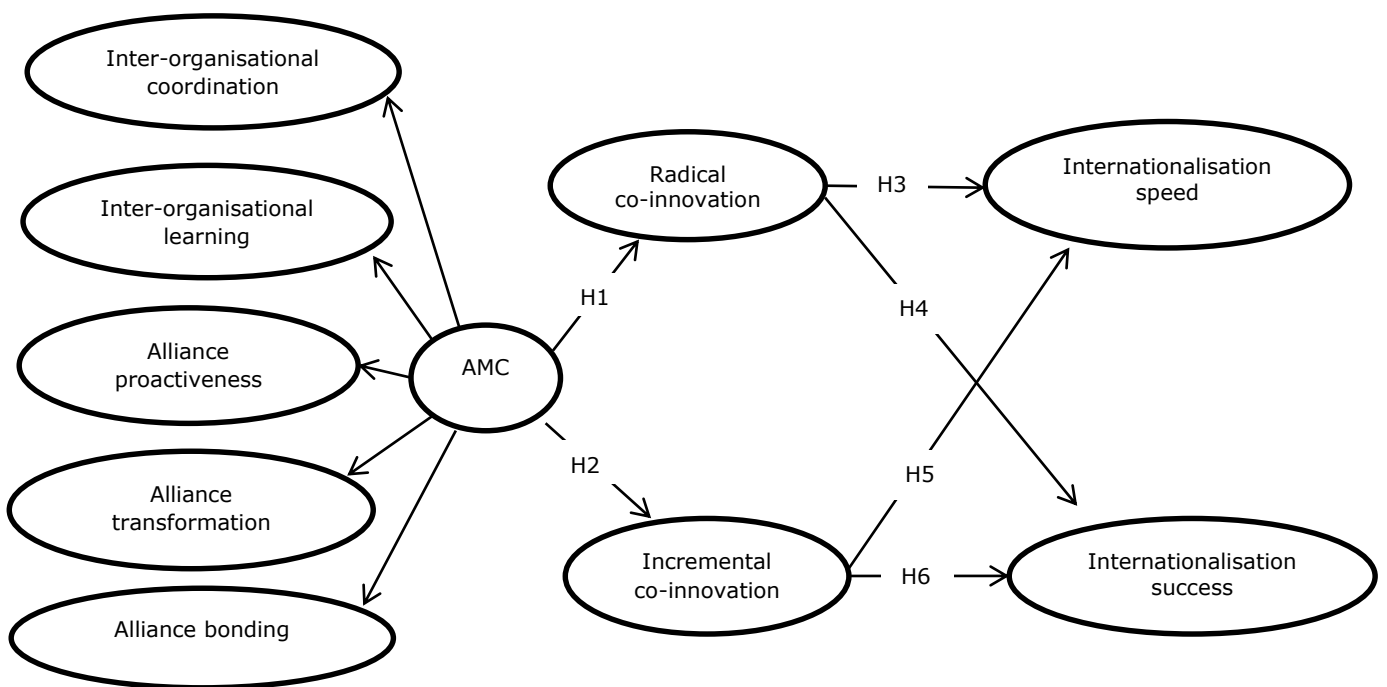 Inter-organisational
coordination
Inter-organisational
learning
Alliance
proactiveness
Alliance
transformation
Alliance bonding
AMC
H1
H2
Radical
co-innovation
Incremental
co-innovation
H3
H4
H5
H6
Internationalisation
speed
Internationalisation
success